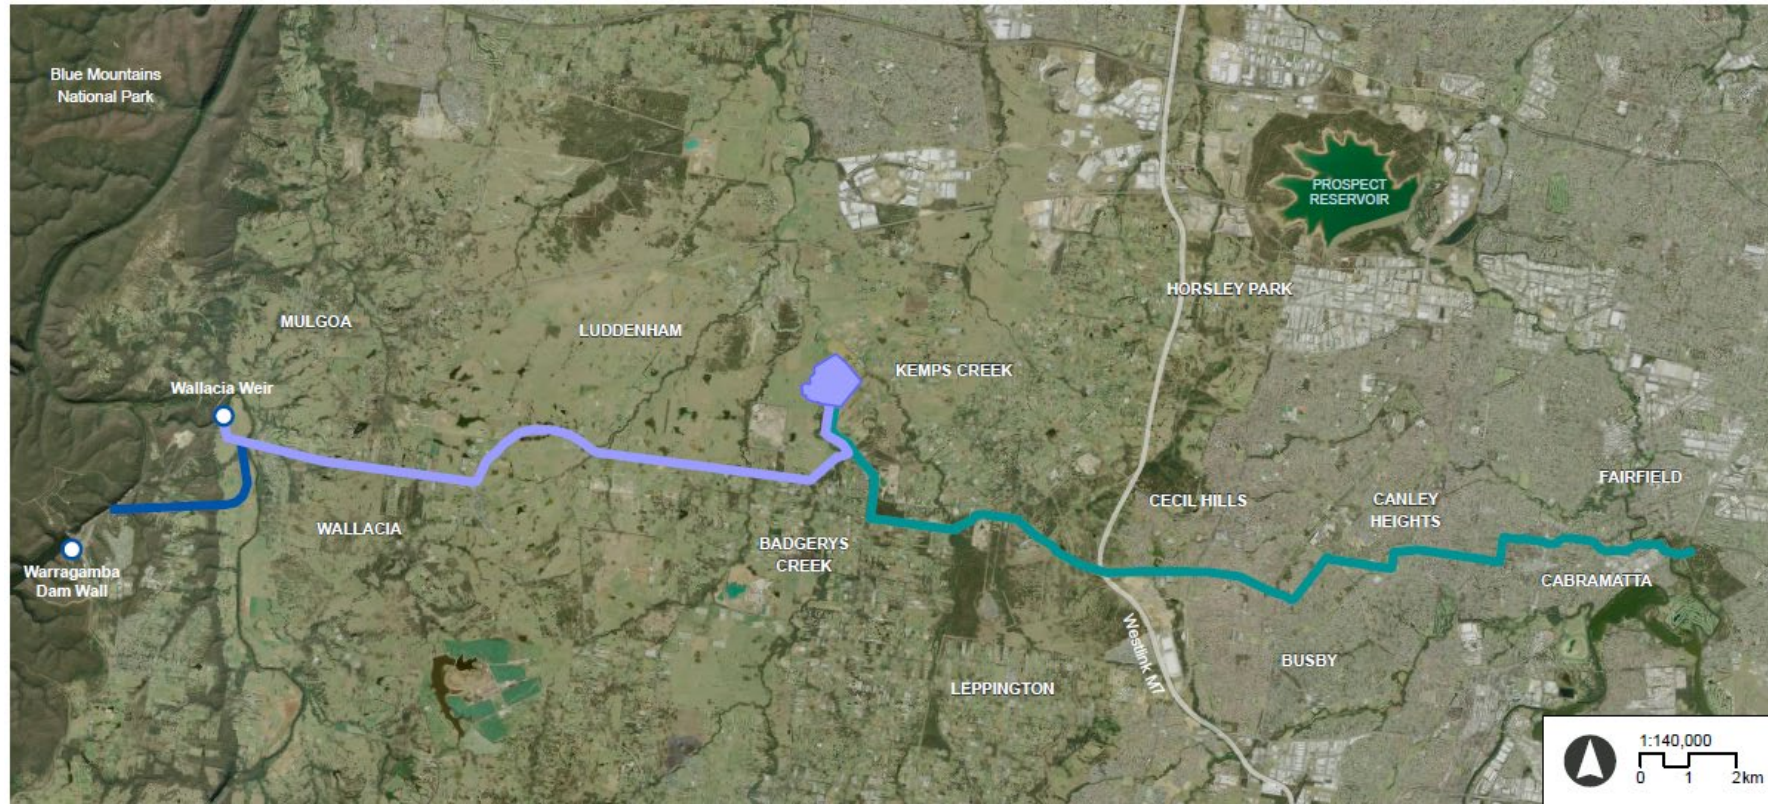 Blue Mountains
National Park
PROSPECT
RESERVOIR
HORSLEY PARK
MULGOA
LUDDENHAM
KEMPS CREEK
Wallacia Weir
FAIRFIELD
CECIL HILLS
CANLEY
HEIGHTS
WALLACIA
BADGERYS
CREEK
Warragamba
Dam Wall
CABRAMATTA
Westlink M7
BUSBY
LEPPINGTON
1:140,000
0 1 2km